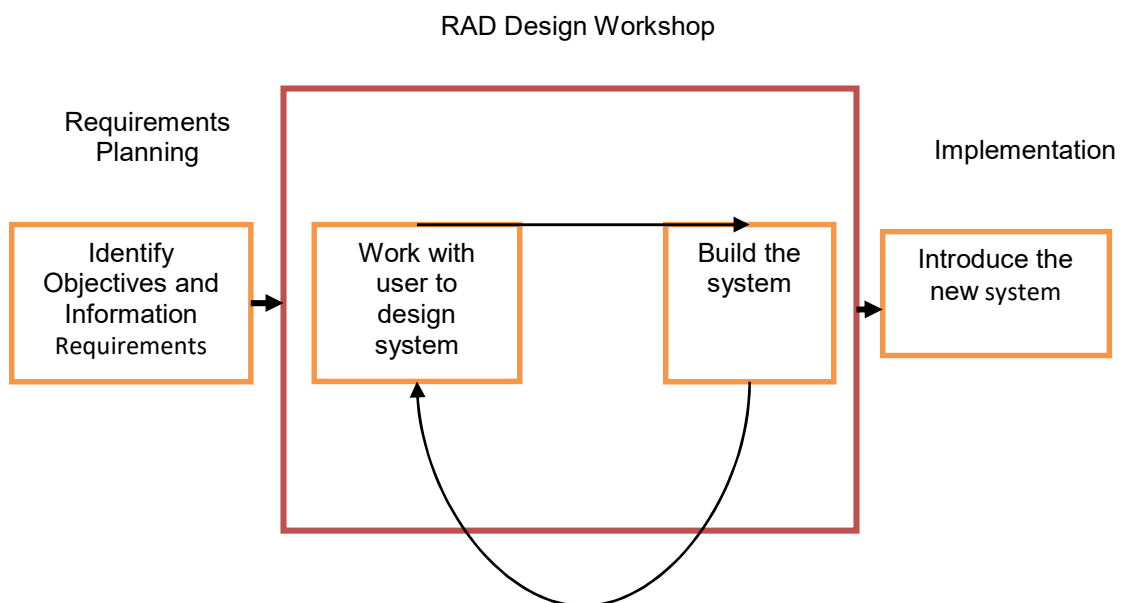 RAD Design Workshop
Requirements
Planning
Implementation
Identify
Objectives and
Information
Requirements
Work with
user to
design
system
Build the
system
Introduce the
new system